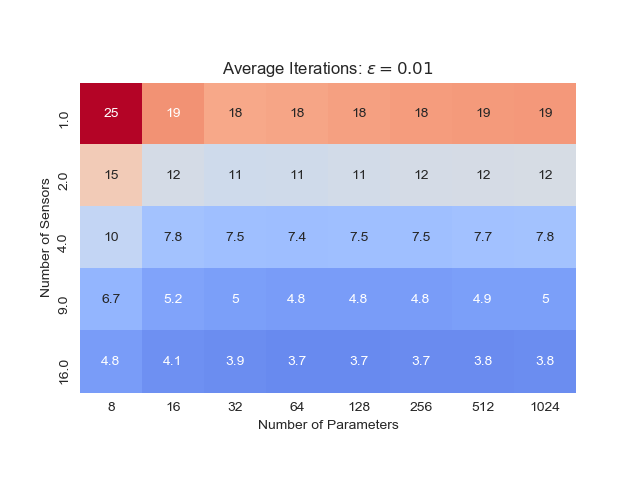 Average Iterations: ε = 0.01
Number of Sensors
1.0 25 19 18 18 18 18 19 19
2.0 15 12 11 11 11 12 12 12
4.0 10 7.8 7.5 7.4 7.5 7.5 7.7 7.8
9.0 6.7 5.2 5 4.8 4.8 4.8 4.9 5
16.0 4.8 4.1 3.9 3.7 3.7 3.7 3.8 3.8
8 16 32 64 128 256 512 1024
Number of Parameters